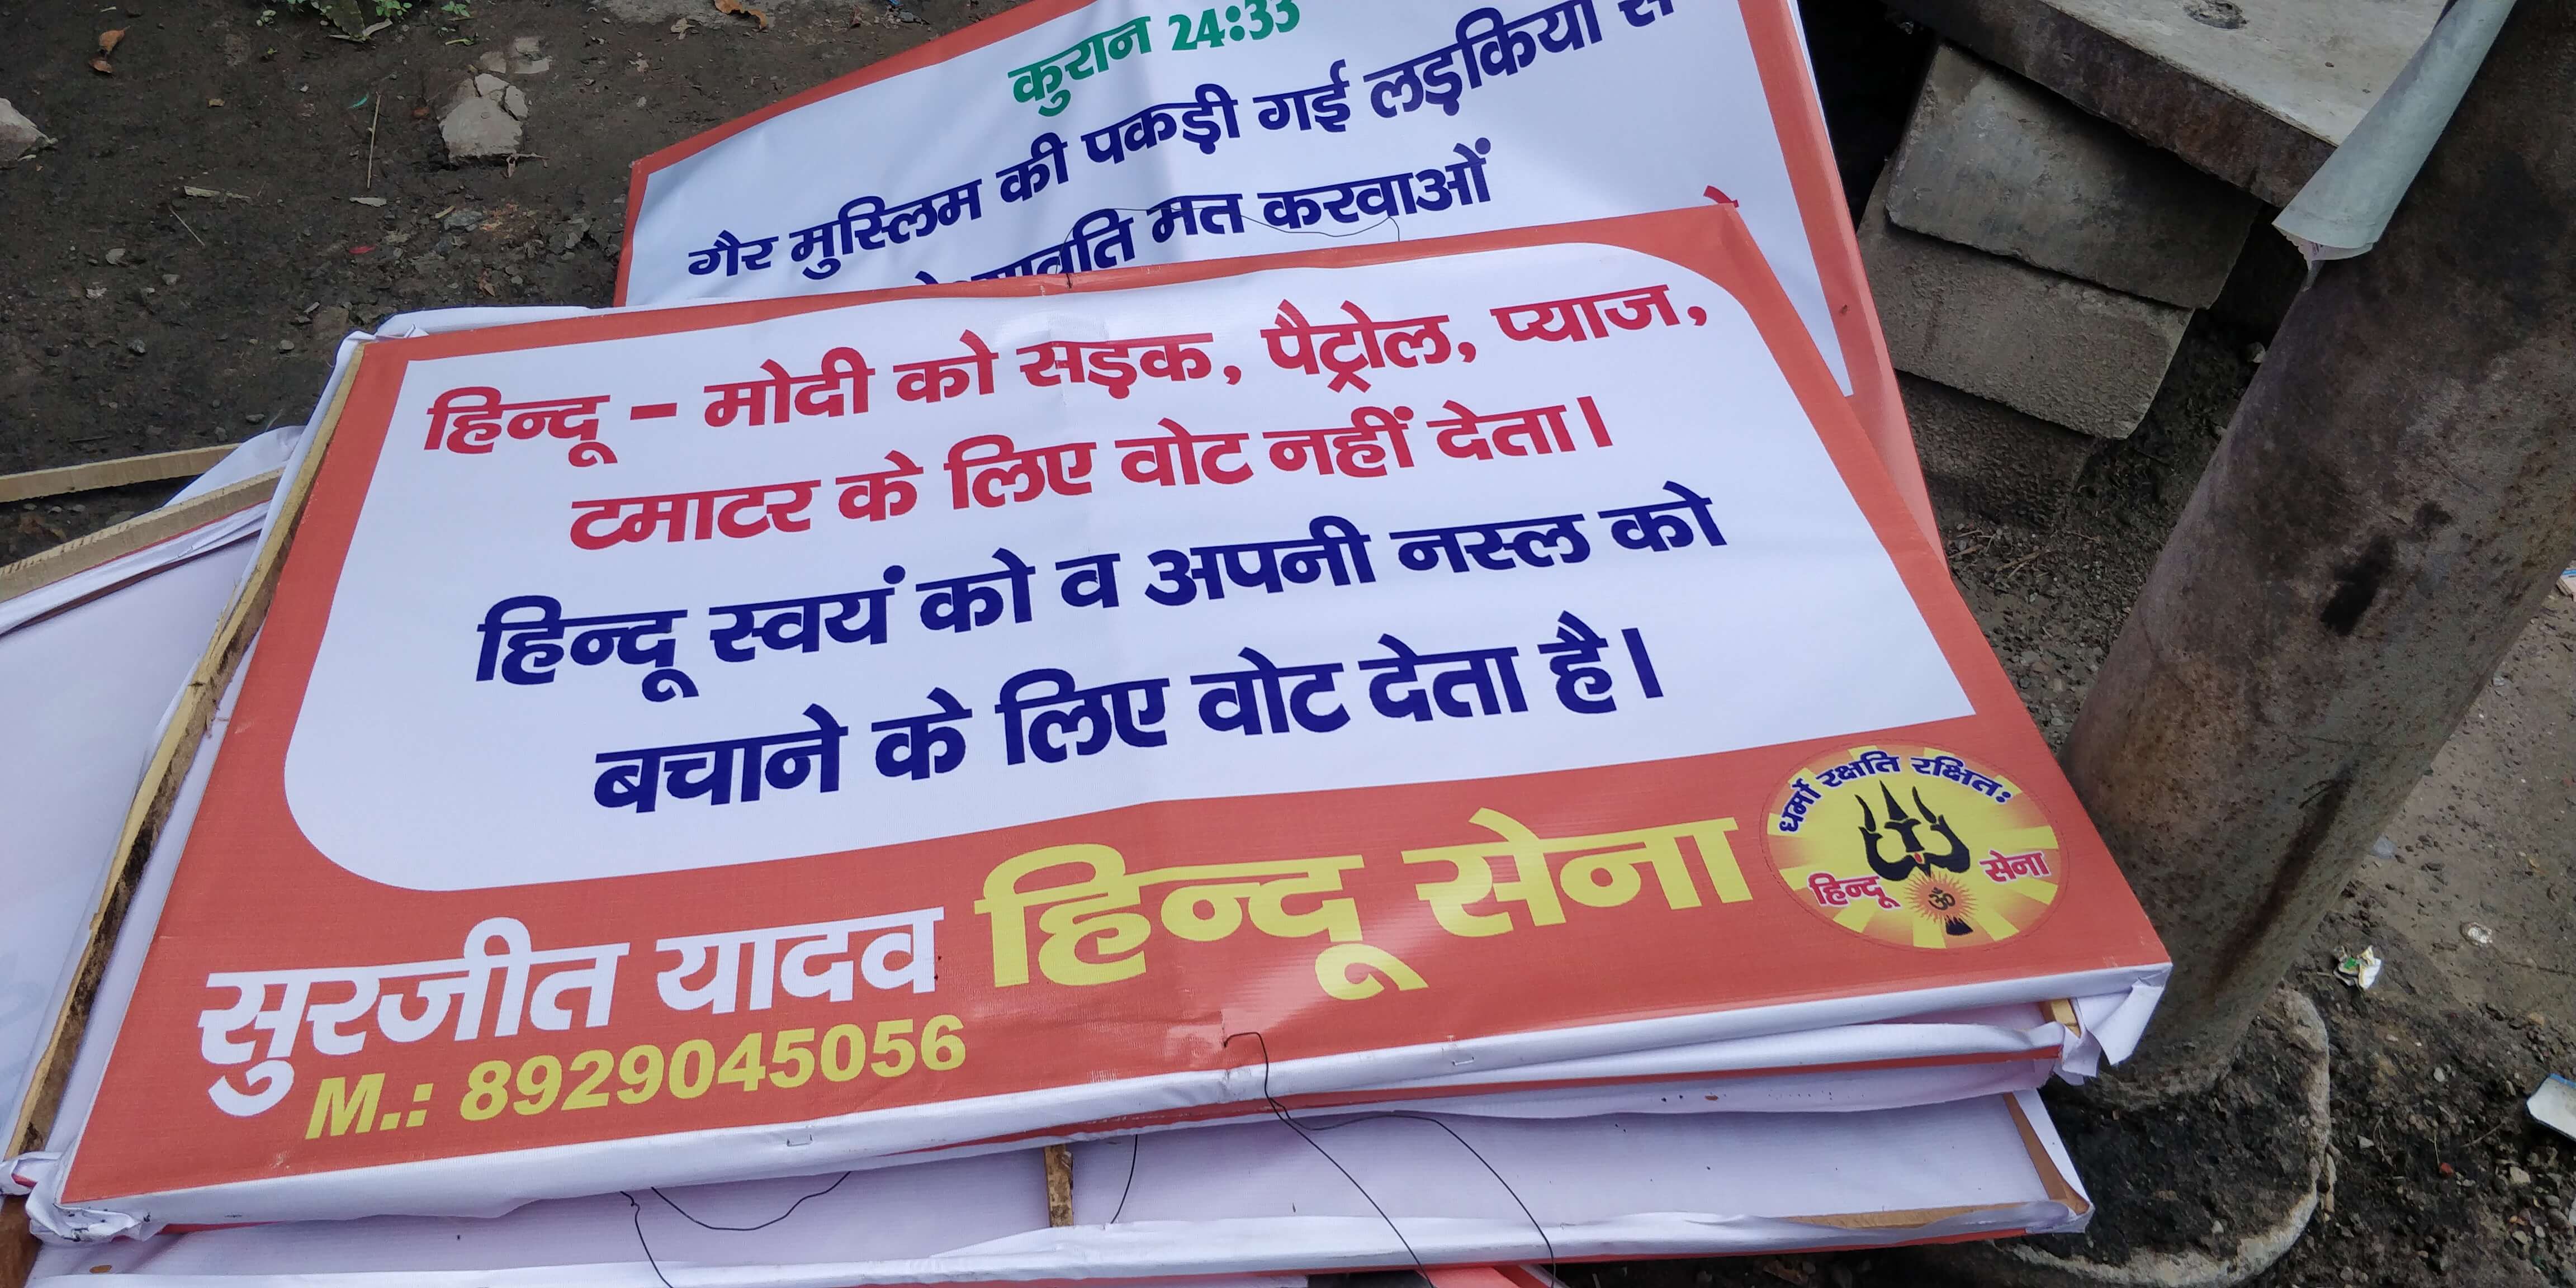 कुरान 24:33
गैर मुस्लिम की पकड़ी गई लड़कियों से
मत करवाओं
हिन्दू – मोदी को सड़क, पैट्रोल, प्याज,
टमाटर के लिए वोट नहीं देता।
हिन्दू स्वयं को व अपनी नस्ल को
बचाने के लिए वोट देता है।
धर्मो रक्षति रक्षितः
हिन्दू ॐ सेना
सुरजीत यादव हिन्दू सेना
M.: 8929045056